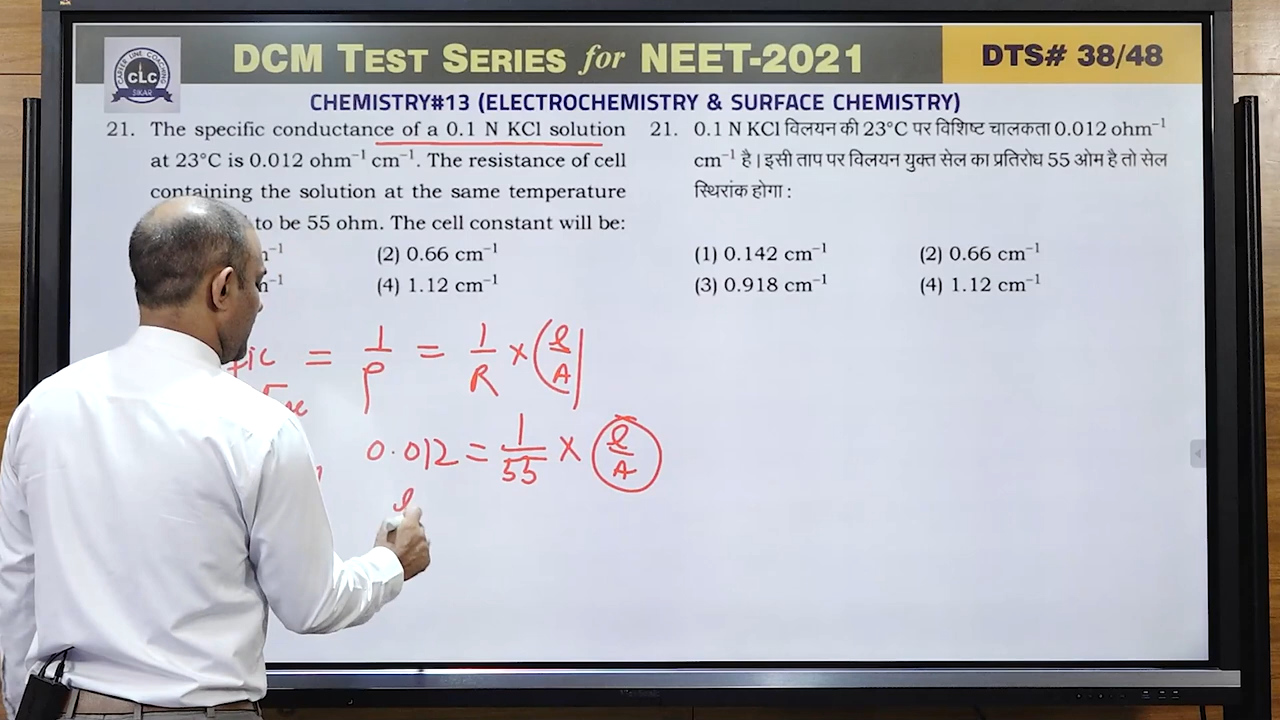 DCM TEST SERIES for NEET-2021
DTS# 38/48
CAREER LINE COACHING
CLC
SIKAR
CHEMISTRY#13 (ELECTROCHEMISTRY & SURFACE CHEMISTRY)
21. The specific conductance of a 0.1 N KCl solution
at 23°C is 0.012 ohm⁻¹ cm⁻¹. The resistance of cell
containing the solution at the same temperature
to be 55 ohm. The cell constant will be:
(2) 0.66 cm⁻¹
(4) 1.12 cm⁻¹
21. 0.1 N KCl विलयन की 23°C पर विशिष्ट चालकता 0.012 ohm⁻¹
cm⁻¹ है। इसी ताप पर विलयन युक्त सेल का प्रतिरोध 55 ओम है तो सेल
स्थिरांक होगा :
(1) 0.142 cm⁻¹ (2) 0.66 cm⁻¹
(3) 0.918 cm⁻¹ (4) 1.12 cm⁻¹
= 1/ρ = 1/R × (l/A)
0.012 = 1/55 × (l/A)
l